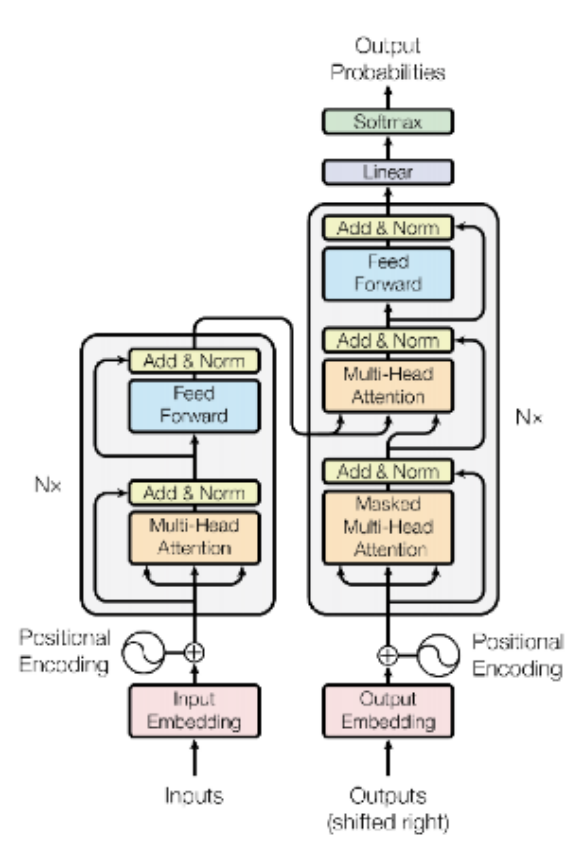 Output
Probabilities
Softmax
Linear
Add & Norm
Feed
Forward
Add & Norm
Multi-Head
Attention
Add & Norm
Masked
Multi-Head
Attention
Nx
Add & Norm
Feed
Forward
Add & Norm
Multi-Head
Attention
Nx
Positional
Encoding
Positional
Encoding
Input
Embedding
Output
Embedding
Inputs
Outputs
(shifted right)